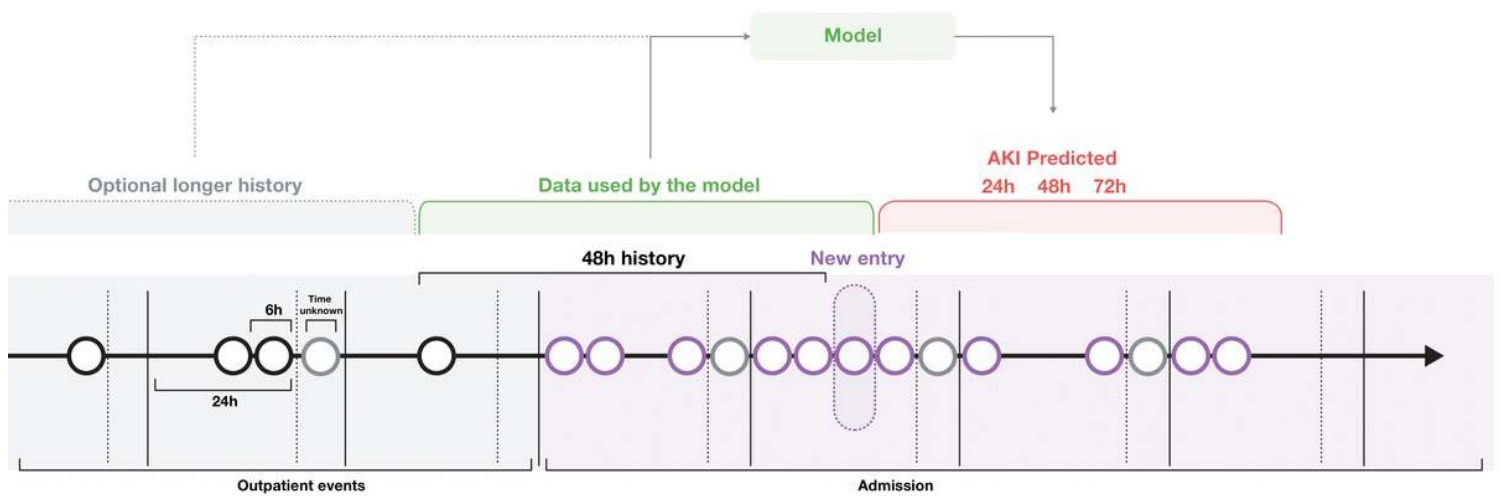 Model
AKI Predicted
24h 48h 72h
Optional longer history
Data used by the model
48h history
New entry
6h
Time
unknown
24h
Outpatient events
Admission